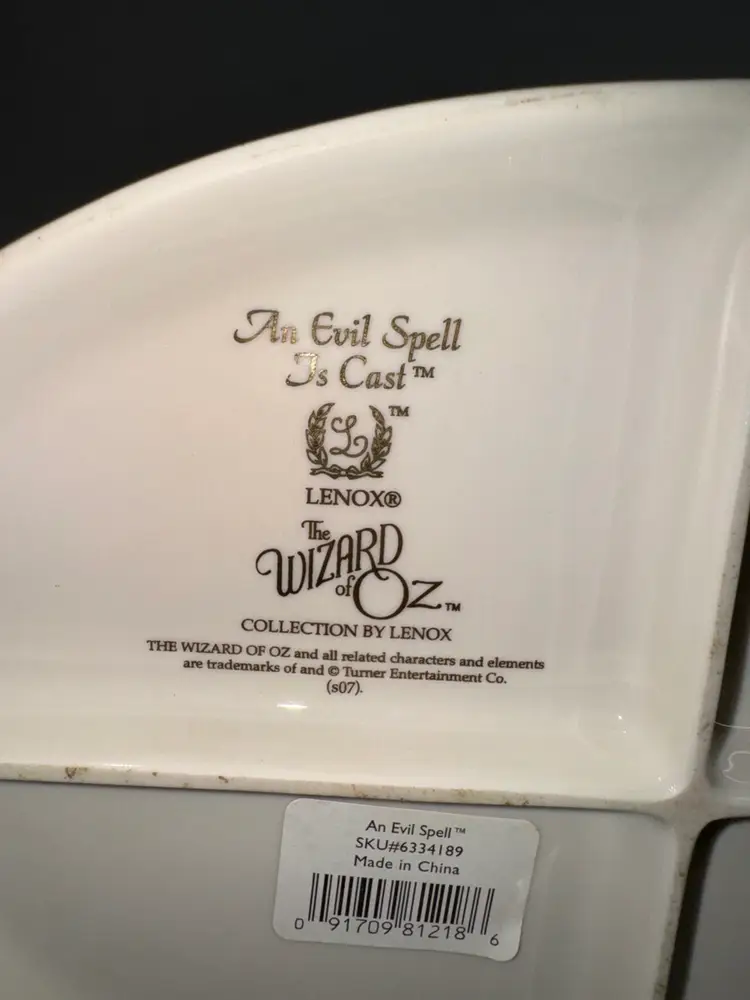 An Evil Spell
Is Cast™
L™
LENOX®
The
WIZARD
of OZ™
COLLECTION BY LENOX
THE WIZARD OF OZ and all related characters and elements
are trademarks of and © Turner Entertainment Co.
(s07).
An Evil Spell™
SKU#6334189
Made in China
0 91709 81218 6